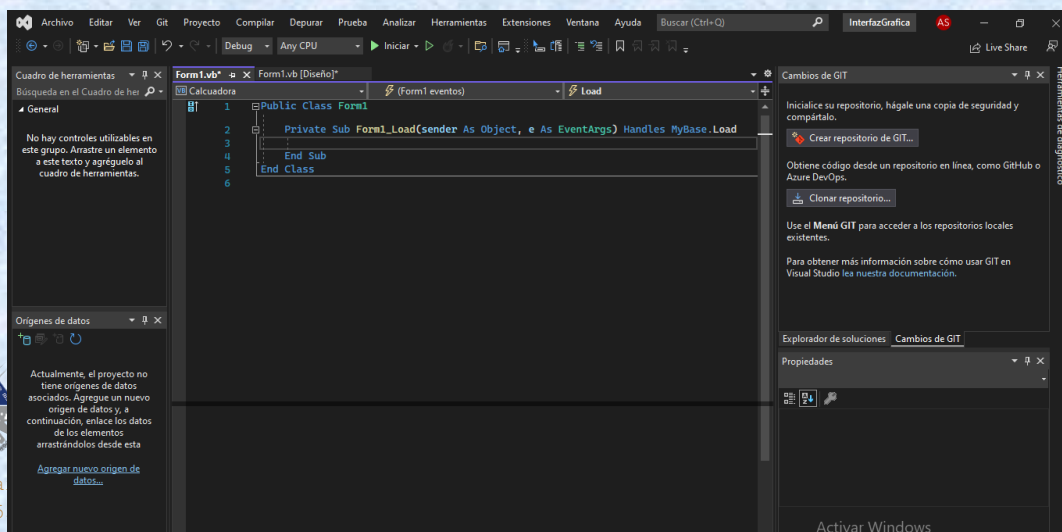 Archivo Editar Ver Git Proyecto Compilar Depurar Prueba Analizar Herramientas Extensiones Ventana Ayuda Buscar (Ctrl+Q) InterfazGrafica AS
Debug Any CPU Iniciar Live Share
Cuadro de herramientas
Búsqueda en el Cuadro de her
General
No hay controles utilizables en
este grupo. Arrastre un elemento
a este texto y agréguelo al
cuadro de herramientas.
Orígenes de datos
Actualmente, el proyecto no
tiene orígenes de datos
asociados. Agregue un nuevo
origen de datos y, a
continuación, enlace los datos
de los elementos
arrastrándolos desde esta
Agregar nuevo origen de
datos...
Form1.vb* Form1.vb [Diseño]*
VB Calcuadora (Form1 eventos) Load
1 Public Class Form1
2 Private Sub Form1_Load(sender As Object, e As EventArgs) Handles MyBase.Load
3
4 End Sub
5 End Class
6
Cambios de GIT
Inicialice su repositorio, hágale una copia de seguridad y
compártalo.
Crear repositorio de GIT...
Obtiene código desde un repositorio en línea, como GitHub o
Azure DevOps.
Clonar repositorio...
Use el Menú GIT para acceder a los repositorios locales
existentes.
Para obtener más información sobre cómo usar GIT en
Visual Studio lea nuestra documentación.
Explorador de soluciones Cambios de GIT
Propiedades
Herramientas de diagnóstico
Activar Windows